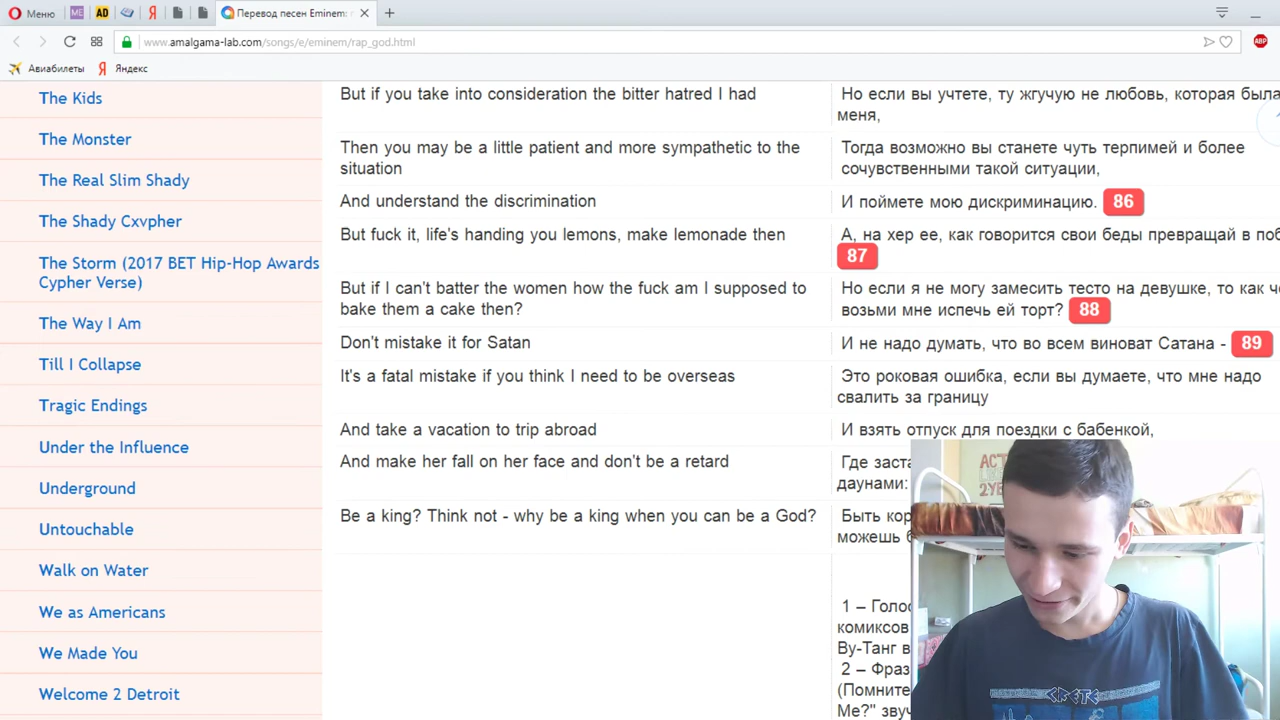 Меню
ME
AD
Я
Перевод песен Eminem:
www.amalgama-lab.com/songs/e/eminem/rap_god.html
ABP
Авиабилеты
Я Яндекс
The Kids
The Monster
The Real Slim Shady
The Shady Cxvpher
The Storm (2017 BET Hip-Hop Awards
Cypher Verse)
The Way I Am
Till I Collapse
Tragic Endings
Under the Influence
Underground
Untouchable
Walk on Water
We as Americans
We Made You
Welcome 2 Detroit
But if you take into consideration the bitter hatred I had
Then you may be a little patient and more sympathetic to the
situation
And understand the discrimination
But fuck it, life's handing you lemons, make lemonade then
But if I can't batter the women how the fuck am I supposed to
bake them a cake then?
Don't mistake it for Satan
It's a fatal mistake if you think I need to be overseas
And take a vacation to trip abroad
And make her fall on her face and don't be a retard
Be a king? Think not - why be a king when you can be a God?
Но если вы учтете, ту жгучую не любовь, которая была
меня,
Тогда возможно вы станете чуть терпимей и более
сочувственными такой ситуации,
И поймете мою дискриминацию. 86
А, на хер ее, как говорится свои беды превращай в поб
87
Но если я не могу замесить тесто на девушке, то как че
возьми мне испечь ей торт? 88
И не надо думать, что во всем виноват Сатана - 89
Это роковая ошибка, если вы думаете, что мне надо
свалить за границу
И взять отпуск для поездки с бабенкой,
Где заста
даунами:
Быть кор
можешь б
1 – Голос
комиксов
Ву-Танг в
2 – Фраз
(Помните
Ме?" звуч
АСТ
2УЕ
CRETE